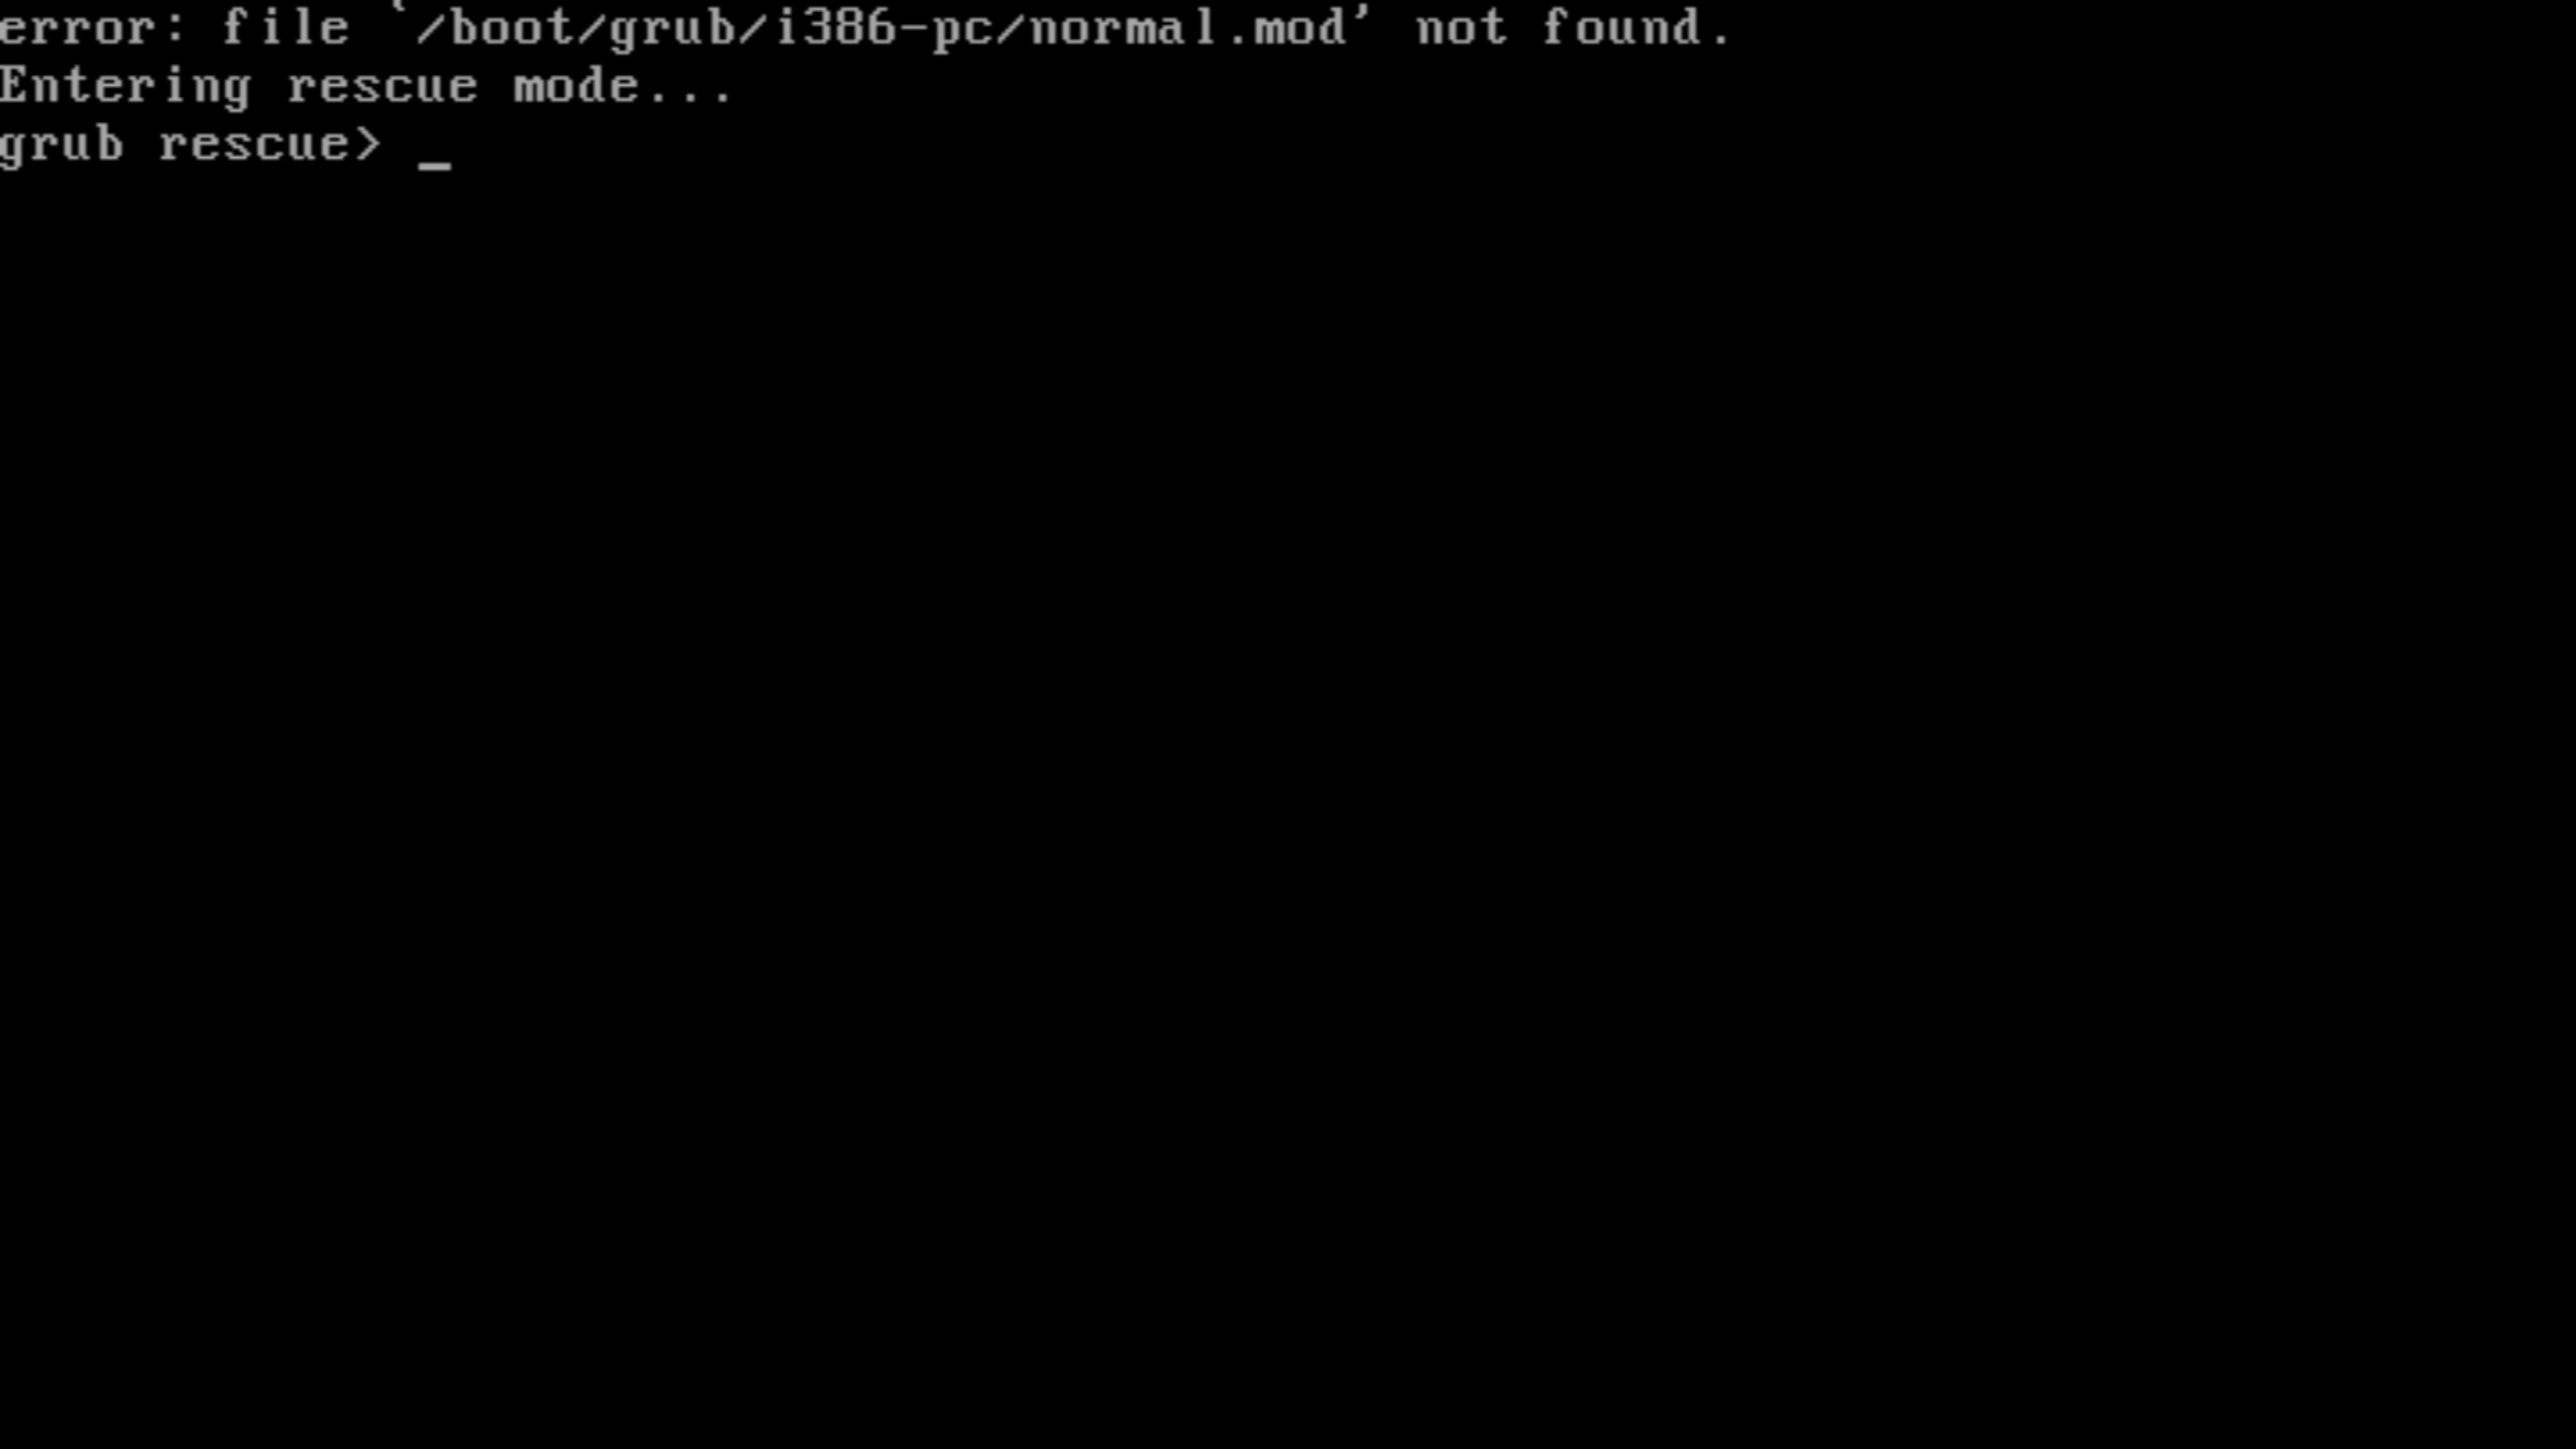 error: file `/boot/grub/i386-pc/normal.mod' not found.
Entering rescue mode...
grub rescue> _